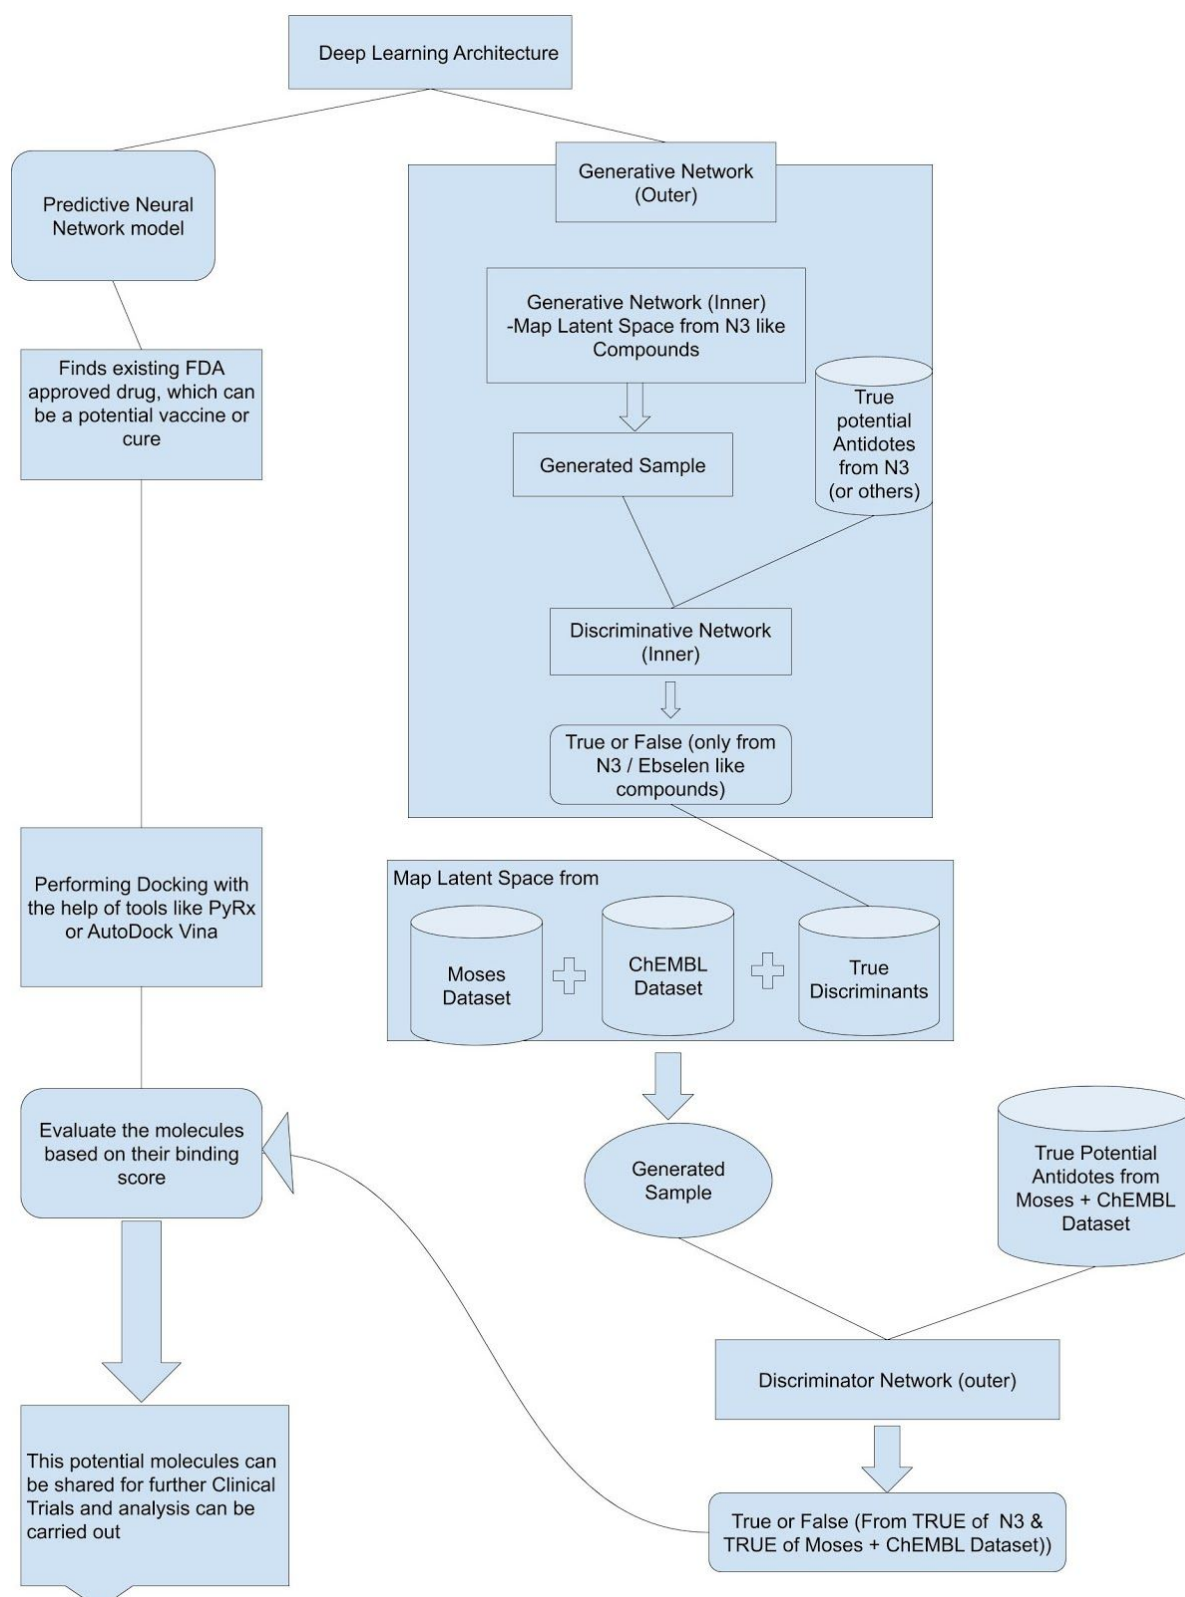 Deep Learning Architecture
Predictive Neural
Network model
Finds existing FDA
approved drug, which can
be a potential vaccine or
cure
Performing Docking with
the help of tools like PyRx
or AutoDock Vina
Evaluate the molecules
based on their binding
score
This potential molecules can
be shared for further Clinical
Trials and analysis can be
carried out
Generative Network
(Outer)
Generative Network (Inner)
-Map Latent Space from N3 like
Compounds
Generated Sample
True
potential
Antidotes
from N3
(or others)
Discriminative Network
(Inner)
True or False (only from
N3 / Ebselen like
compounds)
Map Latent Space from
Moses
Dataset
ChEMBL
Dataset
True
Discriminants
Generated
Sample
True Potential
Antidotes from
Moses + ChEMBL
Dataset
Discriminator Network (outer)
True or False (From TRUE of N3 &
TRUE of Moses + ChEMBL Dataset))